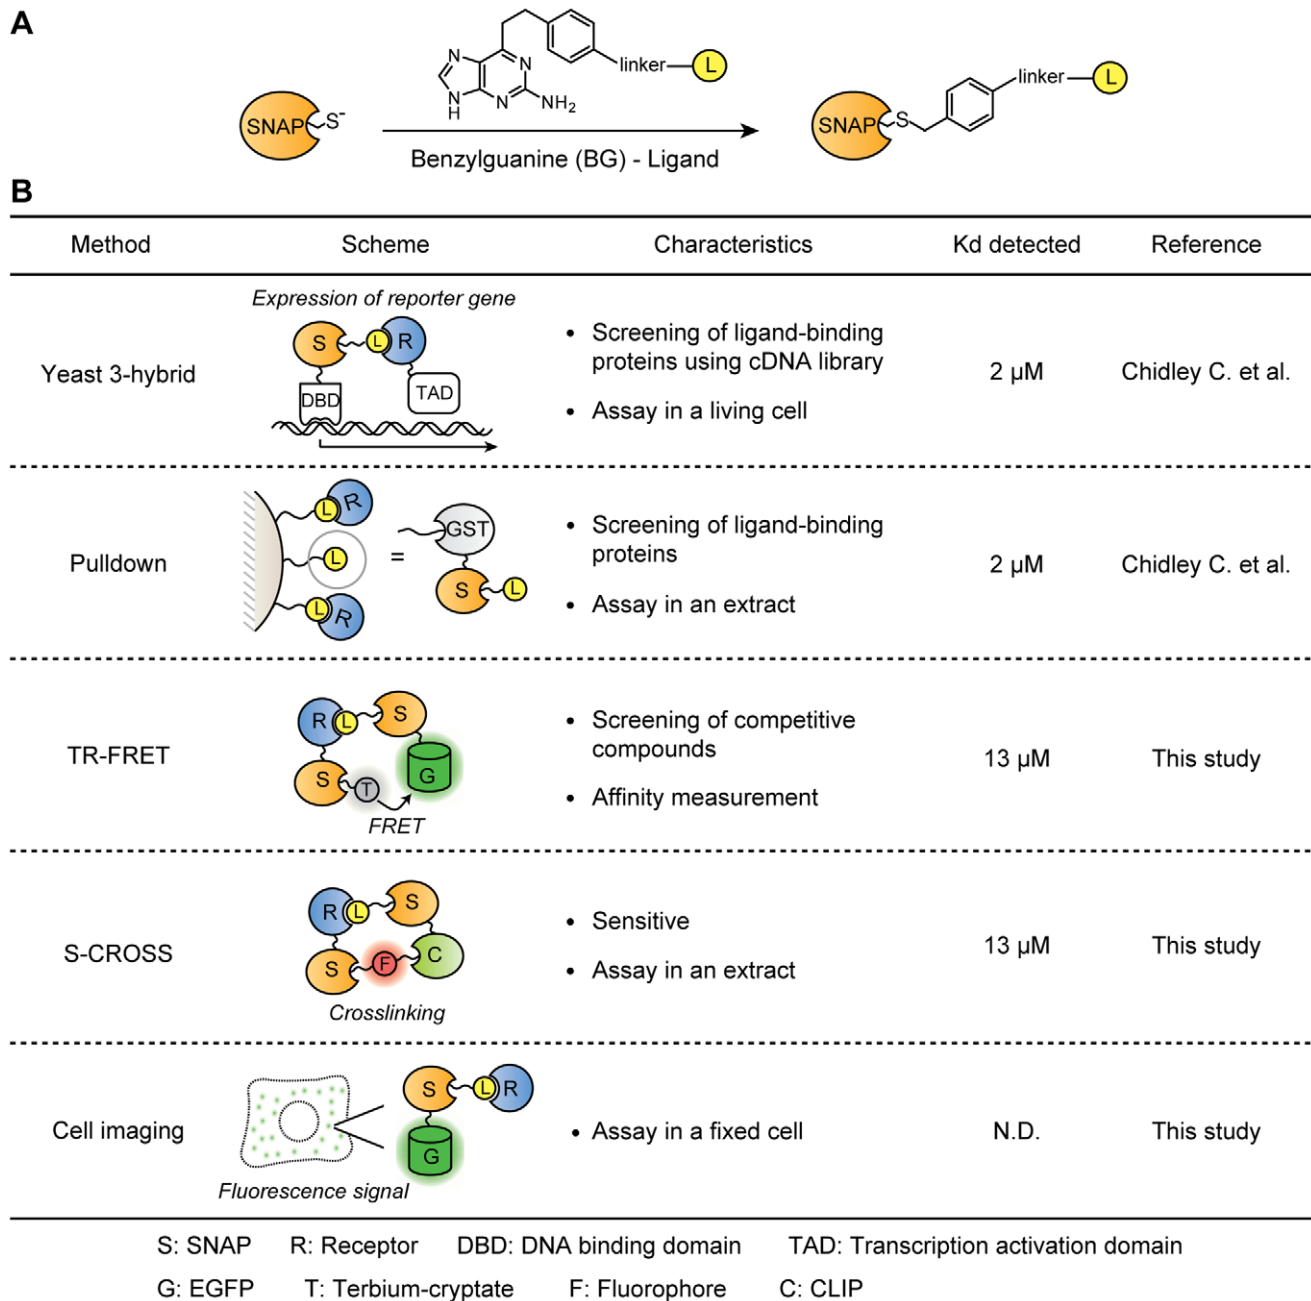 A
N
N
H
N
N
NH₂
linker
L
SNAP
S⁻
Benzylguanine (BG) - Ligand
SNAP
S
linker
L
B
Method Scheme Characteristics Kd detected Reference
Expression of reporter gene
S L R
DBD TAD
Yeast 3-hybrid
• Screening of ligand-binding
proteins using cDNA library
• Assay in a living cell
2 µM
Chidley C. et al.
Pulldown
L R
L
L R
=
GST
S L
• Screening of ligand-binding
proteins
• Assay in an extract
2 µM
Chidley C. et al.
TR-FRET
R L S
S T G
FRET
• Screening of competitive
compounds
• Affinity measurement
13 µM
This study
S-CROSS
R L S
S F C
Crosslinking
• Sensitive
• Assay in an extract
13 µM
This study
Cell imaging
S L R
G
Fluorescence signal
• Assay in a fixed cell
N.D.
This study
S: SNAP R: Receptor DBD: DNA binding domain TAD: Transcription activation domain
G: EGFP T: Terbium-cryptate F: Fluorophore C: CLIP